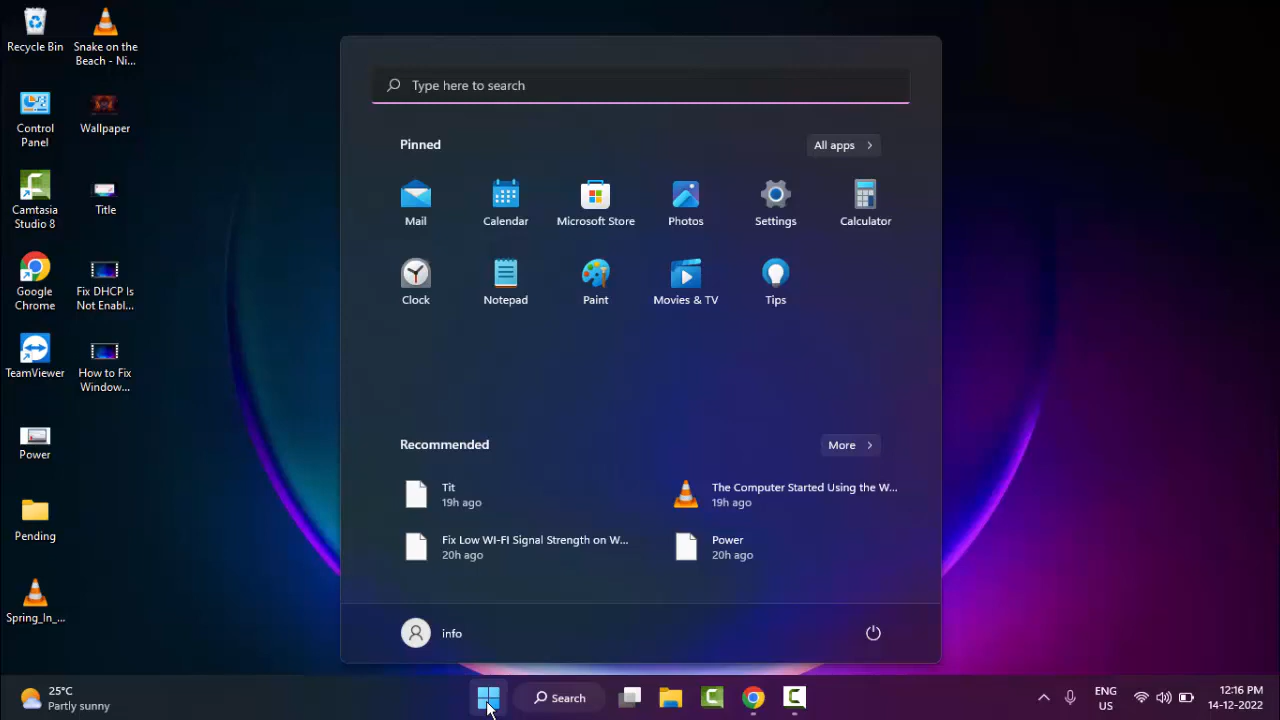 Recycle Bin
Snake on the
Beach - Ni...
Control
Panel
Wallpaper
Camtasia
Studio 8
Title
Google
Chrome
Fix DHCP Is
Not Enabl...
TeamViewer
How to Fix
Window...
Power
Pending
Spring_In_...
Type here to search
Pinned
All apps
Mail
Calendar
Microsoft Store
Photos
Settings
Calculator
Clock
Notepad
Paint
Movies & TV
Tips
Recommended
More
Tit
19h ago
The Computer Started Using the W...
19h ago
Fix Low WI-FI Signal Strength on W...
20h ago
Power
20h ago
info
25°C
Partly sunny
Search
ENG
US
12:16 PM
14-12-2022